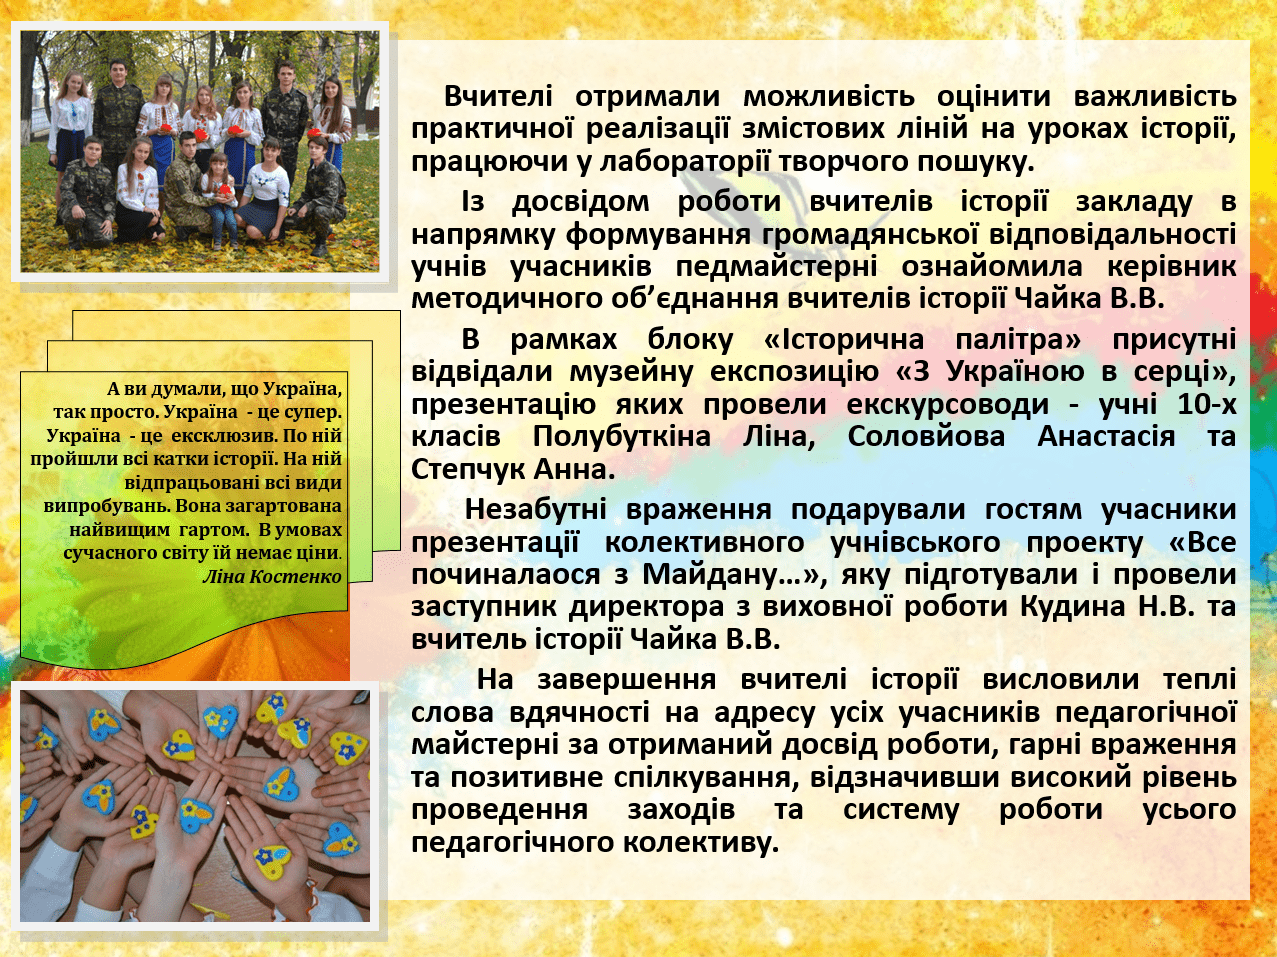 А ви думали, що Україна,
так просто. Україна - це супер.
Україна - це ексклюзив. По ній
пройшли всі катки історії. На ній
відпрацьовані всі види
випробувань. Вона загартована
найвищим гартом. В умовах
сучасного світу їй немає ціни.
Ліна Костенко
Вчителі отримали можливість оцінити важливість
практичної реалізації змістових ліній на уроках історії,
працюючи у лабораторії творчого пошуку.
Із досвідом роботи вчителів історії закладу в
напрямку формування громадянської відповідальності
учнів учасників педмайстерні ознайомила керівник
методичного об’єднання вчителів історії Чайка В.В.
В рамках блоку «Історична палітра» присутні
відвідали музейну експозицію «З Україною в серці»,
презентацію яких провели екскурсоводи - учні 10-х
класів Полубуткіна Ліна, Соловйова Анастасія та
Степчук Анна.
Незабутні враження подарували гостям учасники
презентації колективного учнівського проекту «Все
починалаося з Майдану…», яку підготували і провели
заступник директора з виховної роботи Кудина Н.В. та
вчитель історії Чайка В.В.
На завершення вчителі історії висловили теплі
слова вдячності на адресу усіх учасників педагогічної
майстерні за отриманий досвід роботи, гарні враження
та позитивне спілкування, відзначивши високий рівень
проведення заходів та систему роботи усього
педагогічного колективу.